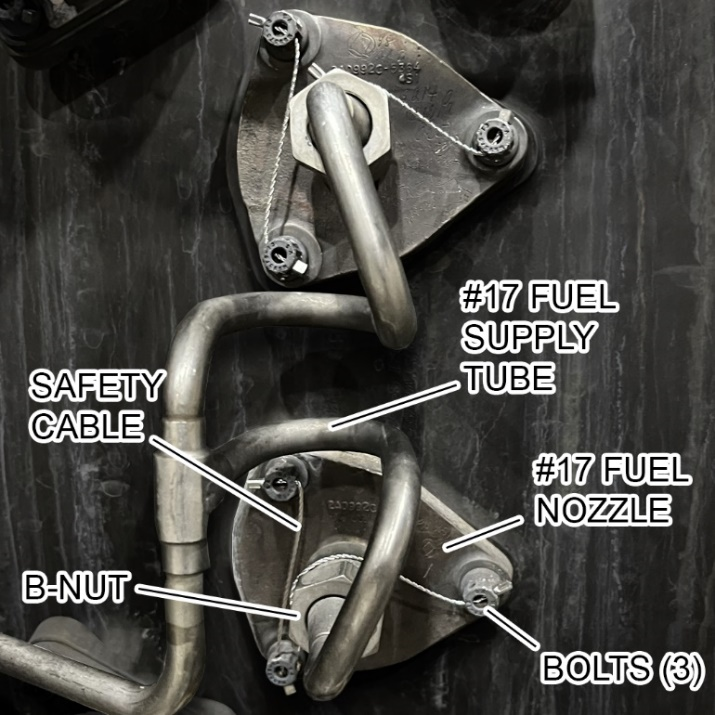 #17 FUEL
SUPPLY
TUBE
SAFETY
CABLE
#17 FUEL
NOZZLE
B-NUT
BOLTS (3)